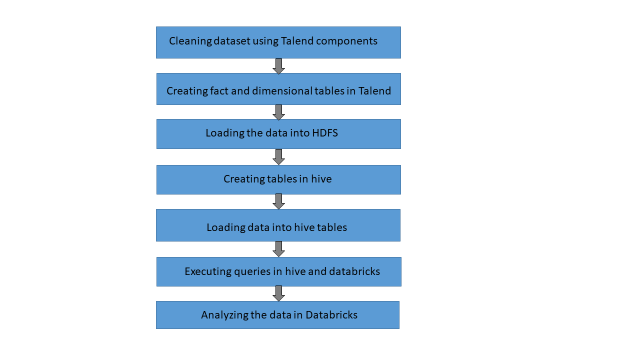 Cleaning dataset using Talend components
Creating fact and dimensional tables in Talend
Loading the data into HDFS
Creating tables in hive
Loading data into hive tables
Executing queries in hive and databricks
Analyzing the data in Databricks